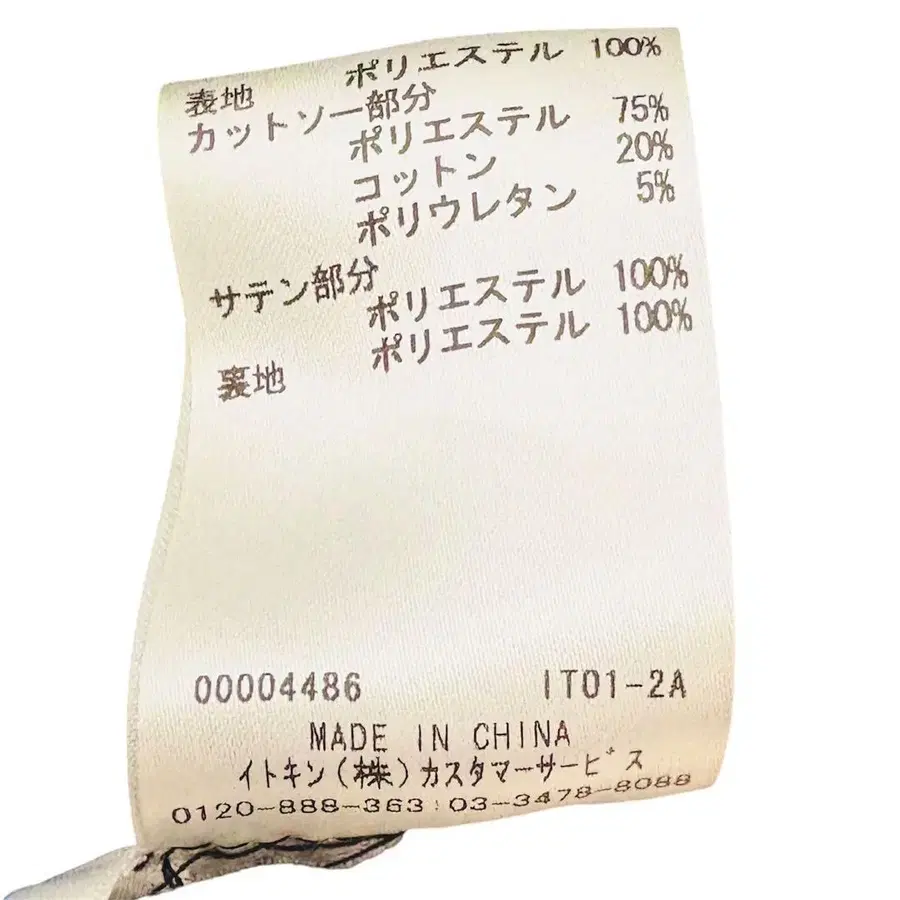 表地 ポリエステル 100%
カットソー部分
ポリエステル 75%
コットン 20%
ポリウレタン 5%
サテン部分
ポリエステル 100%
裏地 ポリエステル 100%
00004486 IT01-2A
MADE IN CHINA
イトキン(株)カスタマーサービス
0120-888-363:03-3478-8088